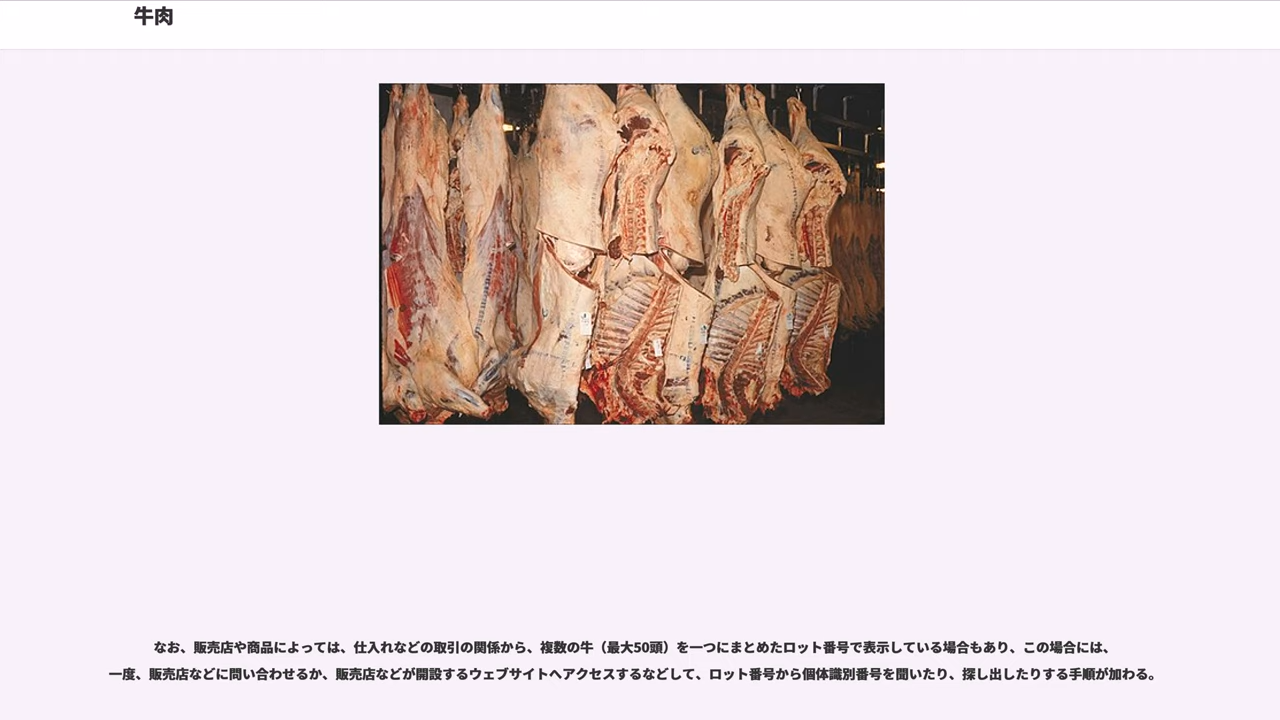 牛肉
なお、販売店や商品によっては、仕入れなどの取引の関係から、複数の牛（最大50頭）を一つにまとめたロット番号で表示している場合もあり、この場合には、
一度、販売店などに問い合わせるか、販売店などが開設するウェブサイトへアクセスするなどして、ロット番号から個体識別番号を聞いたり、探し出したりする手順が加わる。